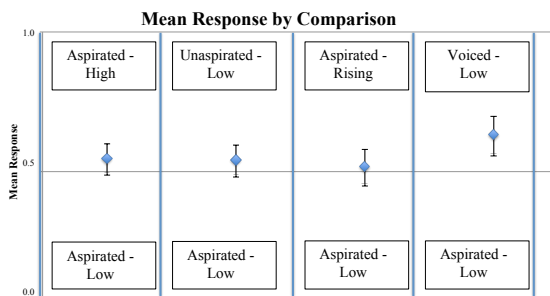 Mean Response by Comparison
1.0
Aspirated -
High
Unaspirated -
Low
Aspirated -
Rising
Voiced -
Low
Mean Response
0.5
Aspirated -
Low
Aspirated -
Low
Aspirated -
Low
Aspirated -
Low
0.0